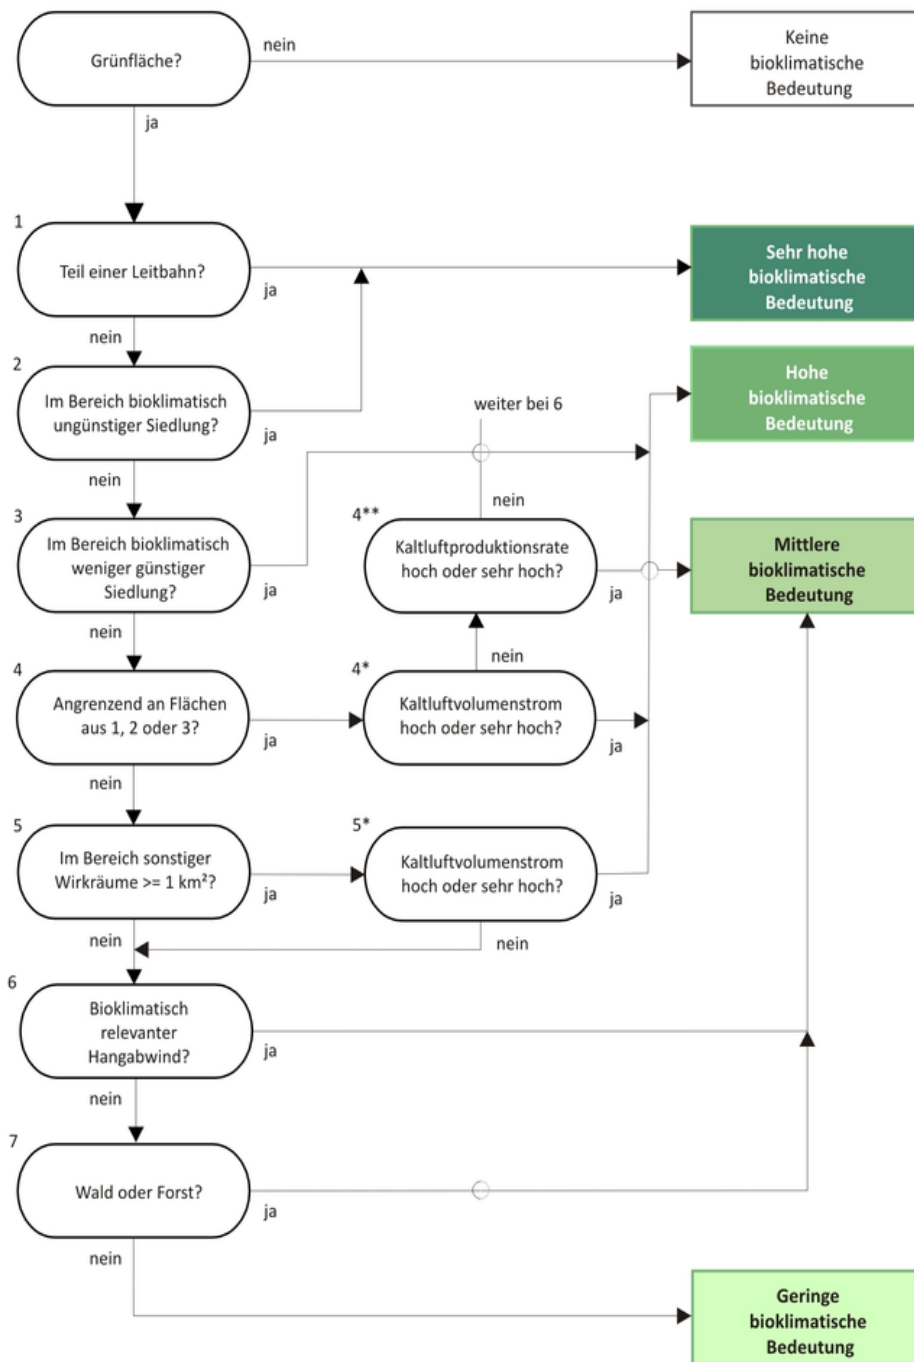 Grünfläche?
nein
Keine
bioklimatische
Bedeutung
ja
1
Teil einer Leitbahn?
ja
Sehr hohe
bioklimatische
Bedeutung
nein
2
Im Bereich bioklimatisch
ungünstiger Siedlung?
ja
weiter bei 6
Hohe
bioklimatische
Bedeutung
nein
3
Im Bereich bioklimatisch
weniger günstiger
Siedlung?
ja
nein
4**
Kaltluftproduktionsrate
hoch oder sehr hoch?
ja
Mittlere
bioklimatische
Bedeutung
nein
4
Angrenzend an Flächen
aus 1, 2 oder 3?
ja
nein
4*
Kaltluftvolumenstrom
hoch oder sehr hoch?
ja
nein
5
Im Bereich sonstiger
Wirkräume >= 1 km²?
ja
5*
Kaltluftvolumenstrom
hoch oder sehr hoch?
ja
nein
nein
6
Bioklimatisch
relevanter
Hangabwind?
ja
nein
7
Wald oder Forst?
ja
nein
Geringe
bioklimatische
Bedeutung